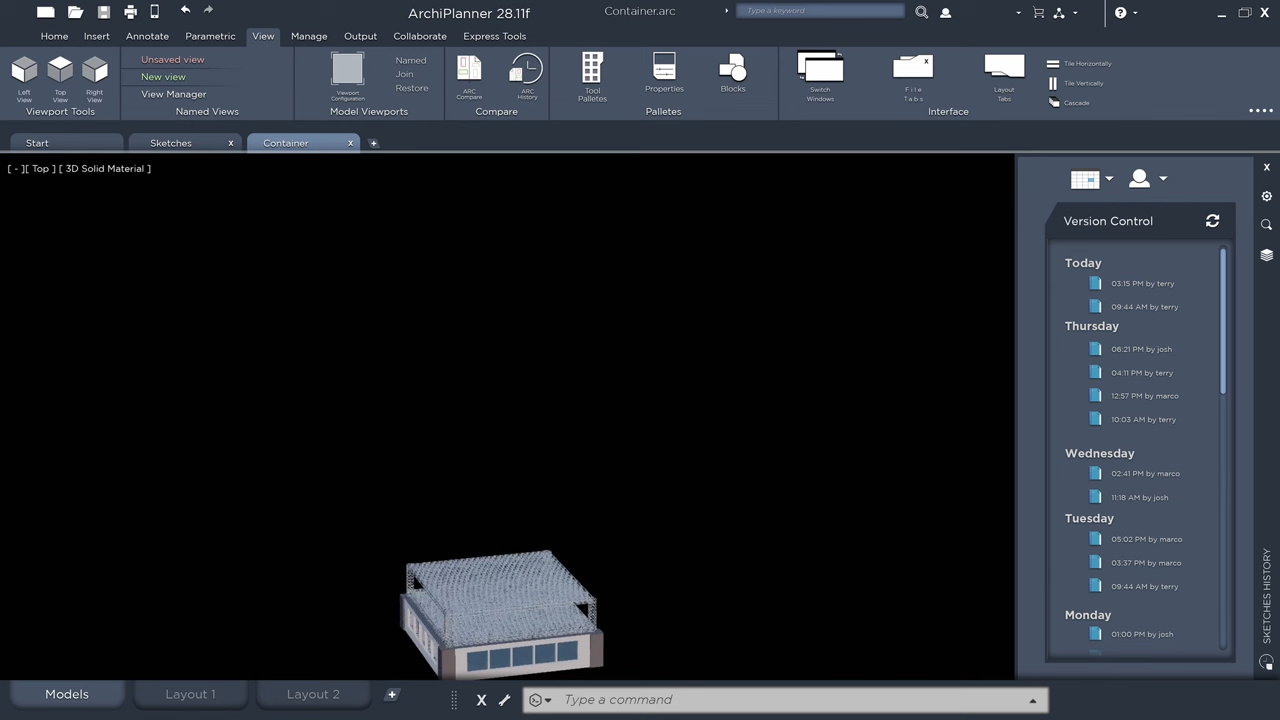 ArchiPlanner 28.11f
Container.arc
Type a keyword
?
Home
Insert
Annotate
Parametric
View
Manage
Output
Collaborate
Express Tools
Left View
Top View
Right View
Viewport Tools
Unsaved view
New view
View Manager
Named Views
Viewport Configuration
Named
Join
Restore
Model Viewports
ARC Compare
ARC History
Compare
Tool Palletes
Properties
Blocks
Palletes
Switch Windows
File Tabs
Layout Tabs
Tile Horizontally
Tile Vertically
Cascade
Interface
Start
Sketches x
Container x
[ - ][ Top ] [ 3D Solid Material ]
Version Control
Today
03:15 PM by terry
09:44 AM by terry
Thursday
06:21 PM by josh
04:11 PM by terry
12:57 PM by marco
10:03 AM by terry
Wednesday
02:41 PM by marco
11:18 AM by josh
Tuesday
05:02 PM by marco
03:37 PM by marco
09:44 AM by terry
Monday
01:00 PM by josh
SKETCHES HISTORY
Models
Layout 1
Layout 2
X
Type a command